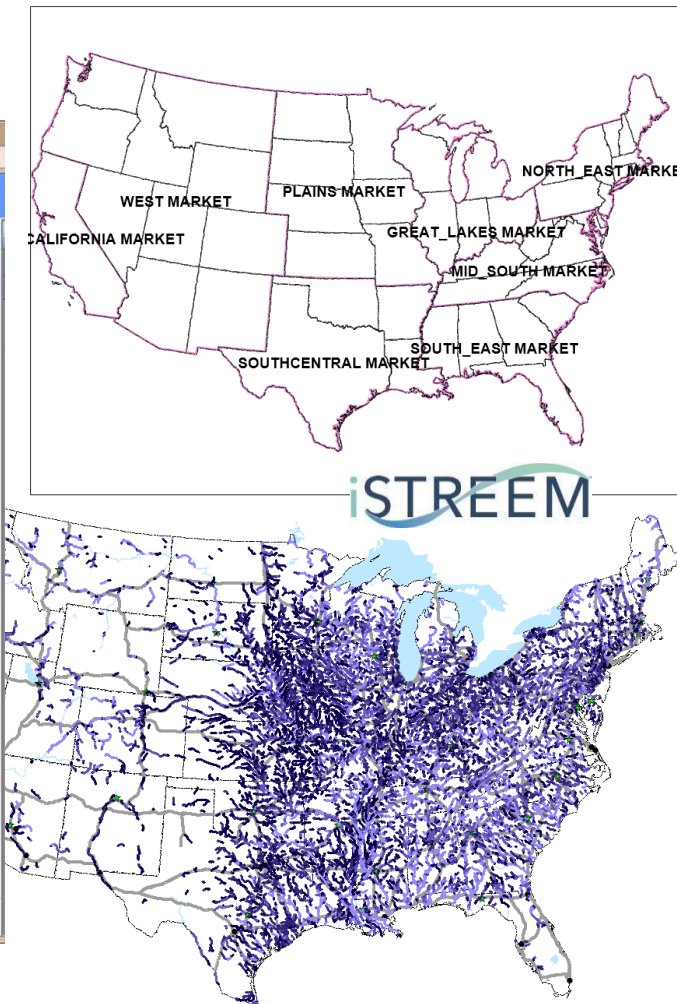 NORTH_EAST MARKE
WEST MARKET
PLAINS MARKET
CALIFORNIA MARKET
GREAT_LAKES MARKET
MID_SOUTH MARKET
SOUTH_EAST MARKET
SOUTHCENTRAL MARKET
iSTREEM